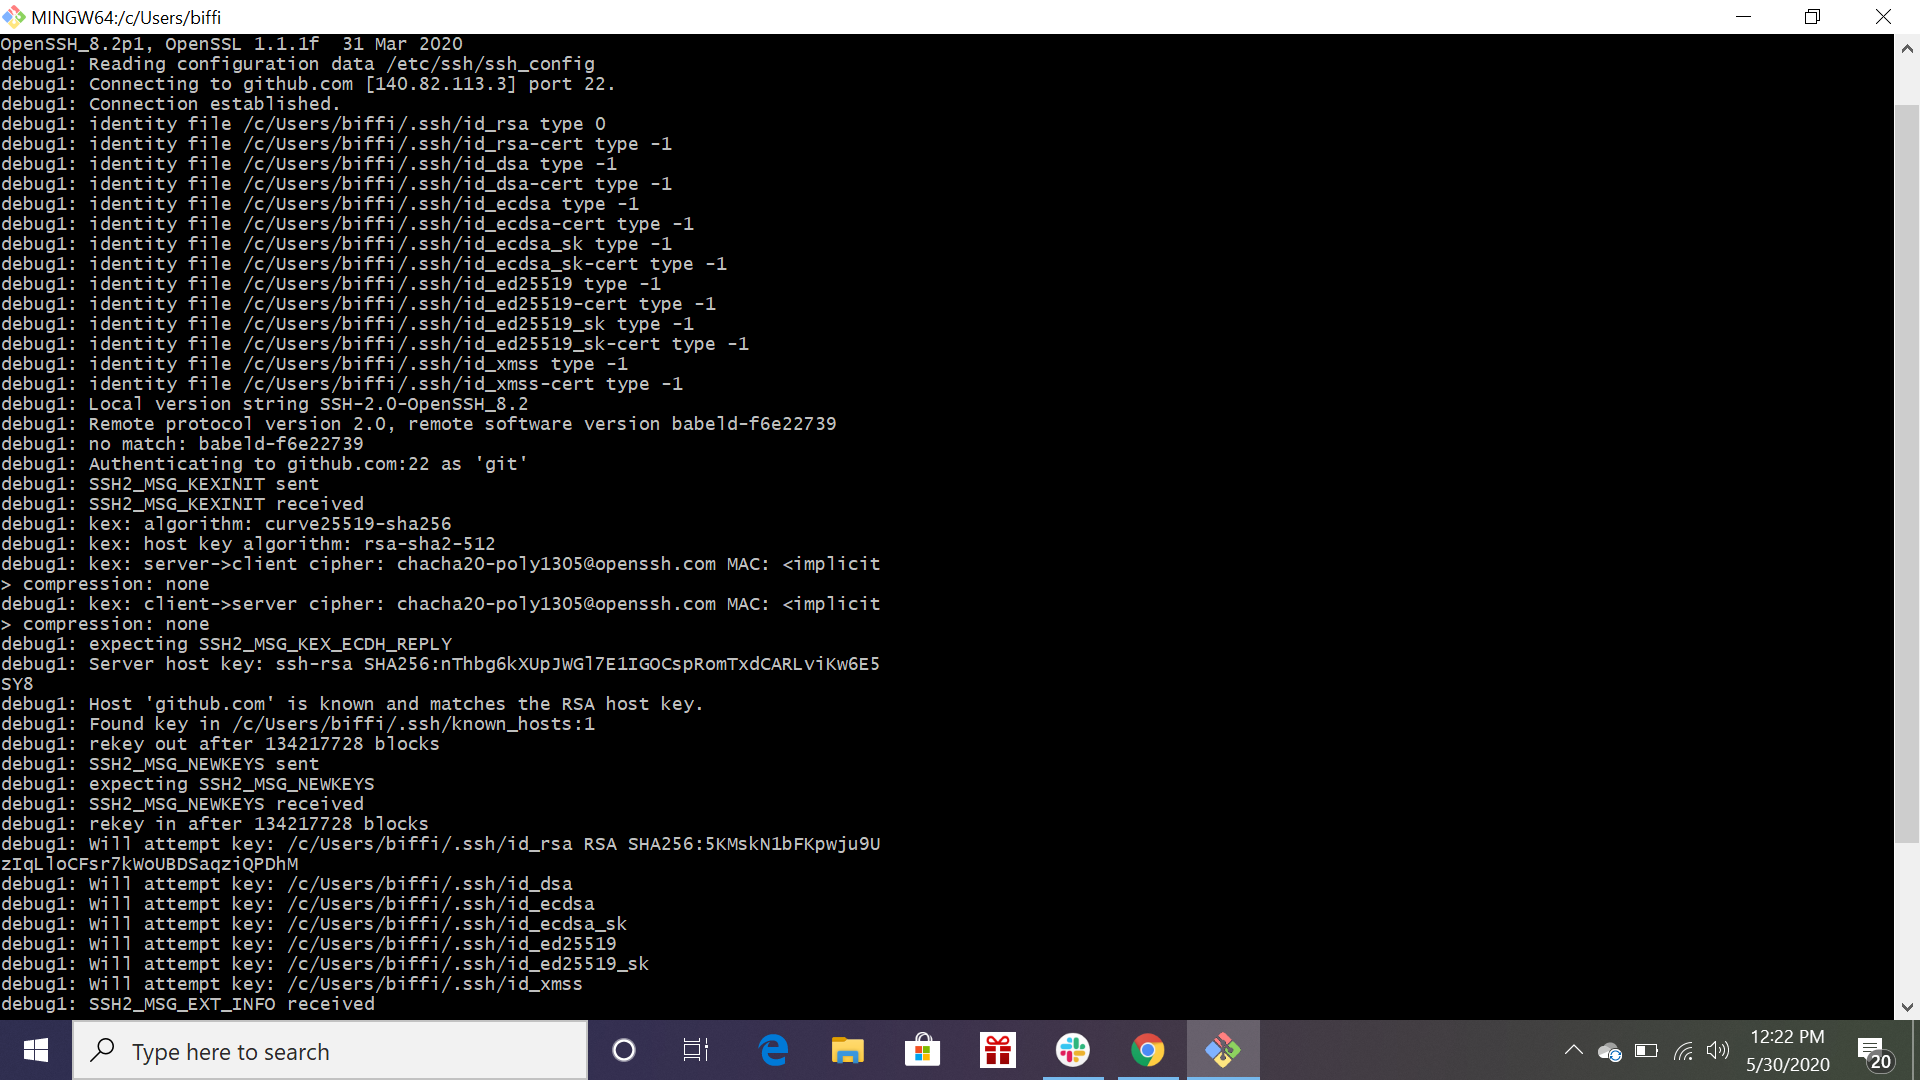 MINGW64:/c/Users/biffi
OpenSSH_8.2p1, OpenSSL 1.1.1f  31 Mar 2020
debug1: Reading configuration data /etc/ssh/ssh_config
debug1: Connecting to github.com [140.82.113.3] port 22.
debug1: Connection established.
debug1: identity file /c/Users/biffi/.ssh/id_rsa type 0
debug1: identity file /c/Users/biffi/.ssh/id_rsa-cert type -1
debug1: identity file /c/Users/biffi/.ssh/id_dsa type -1
debug1: identity file /c/Users/biffi/.ssh/id_dsa-cert type -1
debug1: identity file /c/Users/biffi/.ssh/id_ecdsa type -1
debug1: identity file /c/Users/biffi/.ssh/id_ecdsa-cert type -1
debug1: identity file /c/Users/biffi/.ssh/id_ecdsa_sk type -1
debug1: identity file /c/Users/biffi/.ssh/id_ecdsa_sk-cert type -1
debug1: identity file /c/Users/biffi/.ssh/id_ed25519 type -1
debug1: identity file /c/Users/biffi/.ssh/id_ed25519-cert type -1
debug1: identity file /c/Users/biffi/.ssh/id_ed25519_sk type -1
debug1: identity file /c/Users/biffi/.ssh/id_ed25519_sk-cert type -1
debug1: identity file /c/Users/biffi/.ssh/id_xmss type -1
debug1: identity file /c/Users/biffi/.ssh/id_xmss-cert type -1
debug1: Local version string SSH-2.0-OpenSSH_8.2
debug1: Remote protocol version 2.0, remote software version babeld-f6e22739
debug1: no match: babeld-f6e22739
debug1: Authenticating to github.com:22 as 'git'
debug1: SSH2_MSG_KEXINIT sent
debug1: SSH2_MSG_KEXINIT received
debug1: kex: algorithm: curve25519-sha256
debug1: kex: host key algorithm: rsa-sha2-512
debug1: kex: server->client cipher: chacha20-poly1305@openssh.com MAC: <implicit
> compression: none
debug1: kex: client->server cipher: chacha20-poly1305@openssh.com MAC: <implicit
> compression: none
debug1: expecting SSH2_MSG_KEX_ECDH_REPLY
debug1: Server host key: ssh-rsa SHA256:nThbg6kXUpJWGl7E1IGOCspRomTxdCARLviKw6E5
SY8
debug1: Host 'github.com' is known and matches the RSA host key.
debug1: Found key in /c/Users/biffi/.ssh/known_hosts:1
debug1: rekey out after 134217728 blocks
debug1: SSH2_MSG_NEWKEYS sent
debug1: expecting SSH2_MSG_NEWKEYS
debug1: SSH2_MSG_NEWKEYS received
debug1: rekey in after 134217728 blocks
debug1: Will attempt key: /c/Users/biffi/.ssh/id_rsa RSA SHA256:5KMskN1bFKpwju9U
zIqLloCFsr7kWoUBDSaqziQPDhM
debug1: Will attempt key: /c/Users/biffi/.ssh/id_dsa
debug1: Will attempt key: /c/Users/biffi/.ssh/id_ecdsa
debug1: Will attempt key: /c/Users/biffi/.ssh/id_ecdsa_sk
debug1: Will attempt key: /c/Users/biffi/.ssh/id_ed25519
debug1: Will attempt key: /c/Users/biffi/.ssh/id_ed25519_sk
debug1: Will attempt key: /c/Users/biffi/.ssh/id_xmss
debug1: SSH2_MSG_EXT_INFO received
Type here to search
12:22 PM
5/30/2020
20